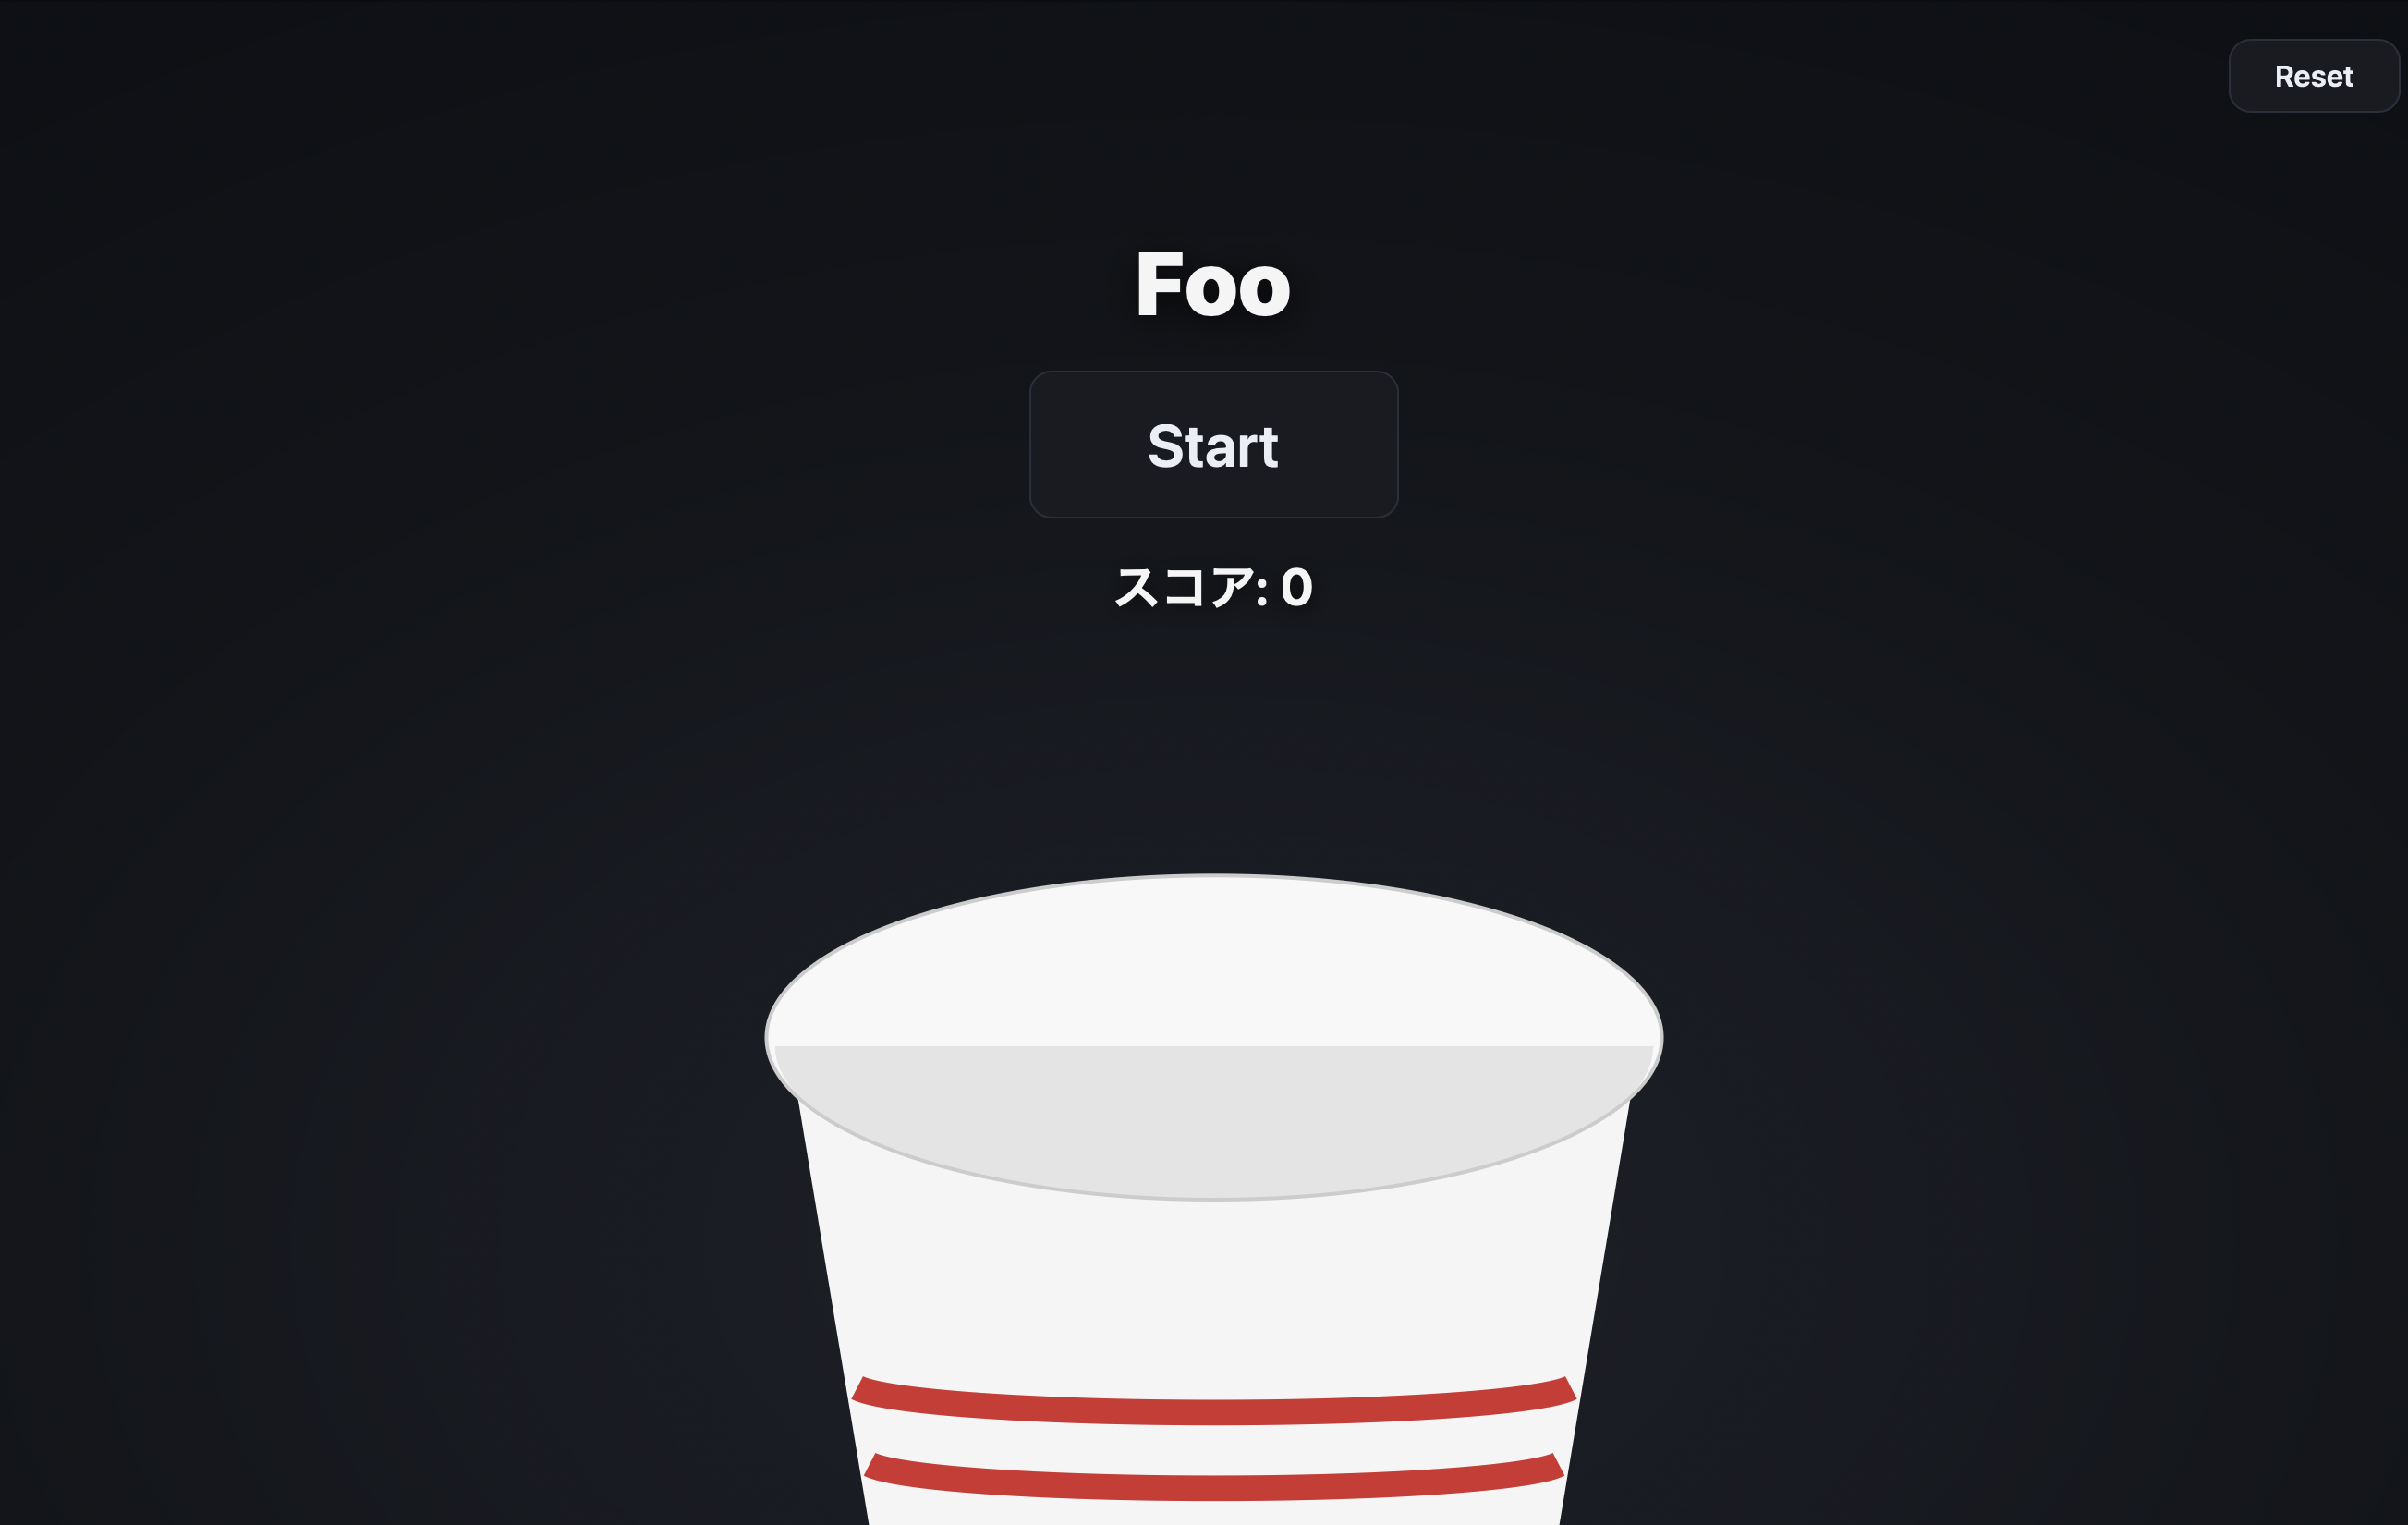 Reset
Foo
Start
スコア: 0